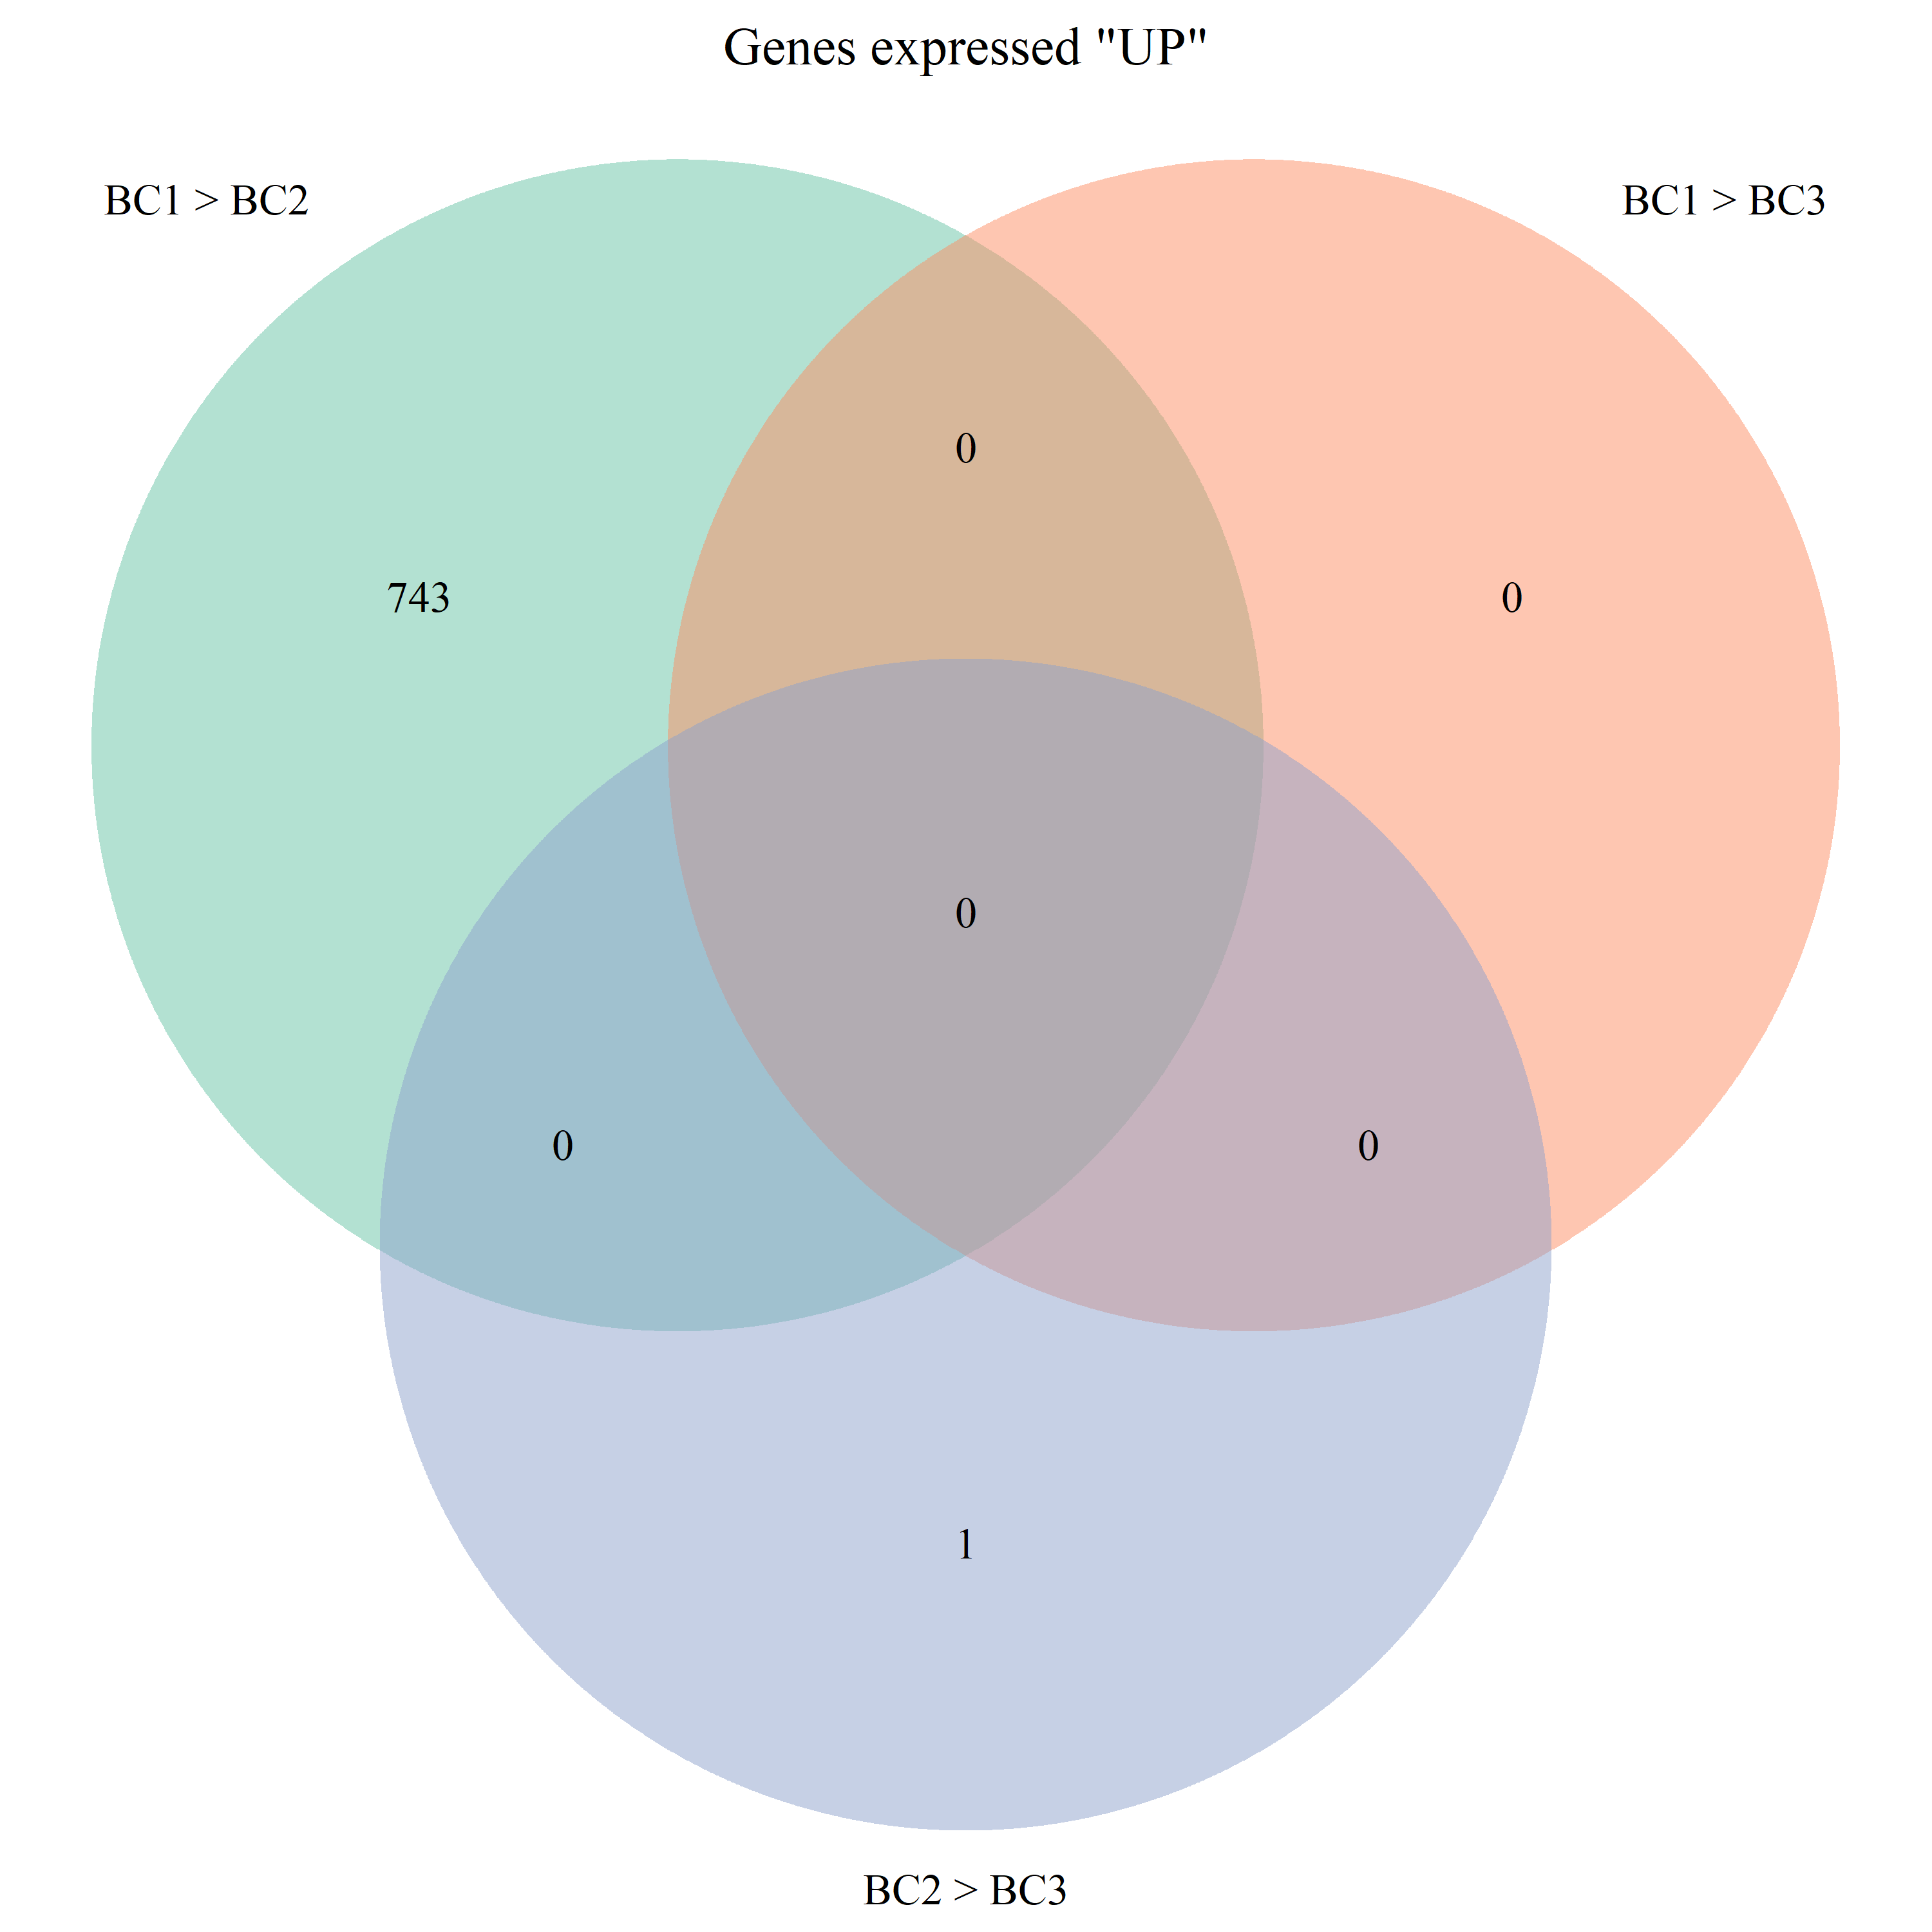 Genes expressed "UP"
BC1 > BC2
BC1 > BC3
0
743
0
0
0
0
1
BC2 > BC3